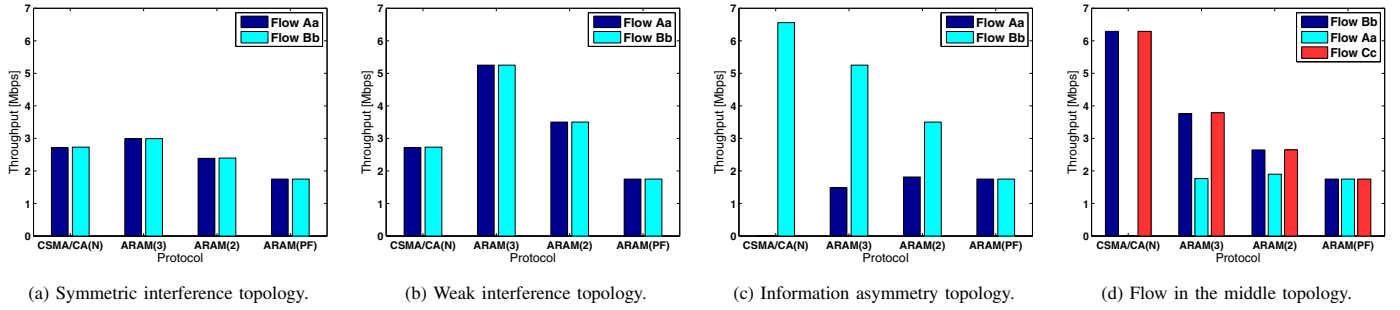 7
6
5
4
3
2
1
0
Throughput [Mbps]
Flow Aa
Flow Bb
CSMA/CA(N) ARAM(3) ARAM(2) ARAM(PF)
Protocol
(a) Symmetric interference topology.
7
6
5
4
3
2
1
0
Throughput [Mbps]
Flow Aa
Flow Bb
CSMA/CA(N) ARAM(3) ARAM(2) ARAM(PF)
Protocol
(b) Weak interference topology.
7
6
5
4
3
2
1
0
Throughput [Mbps]
Flow Aa
Flow Bb
CSMA/CA(N) ARAM(3) ARAM(2) ARAM(PF)
Protocol
(c) Information asymmetry topology.
7
6
5
4
3
2
1
0
Throughput [Mbps]
Flow Bb
Flow Aa
Flow Cc
CSMA/CA(N) ARAM(3) ARAM(2) ARAM(PF)
Protocol
(d) Flow in the middle topology.